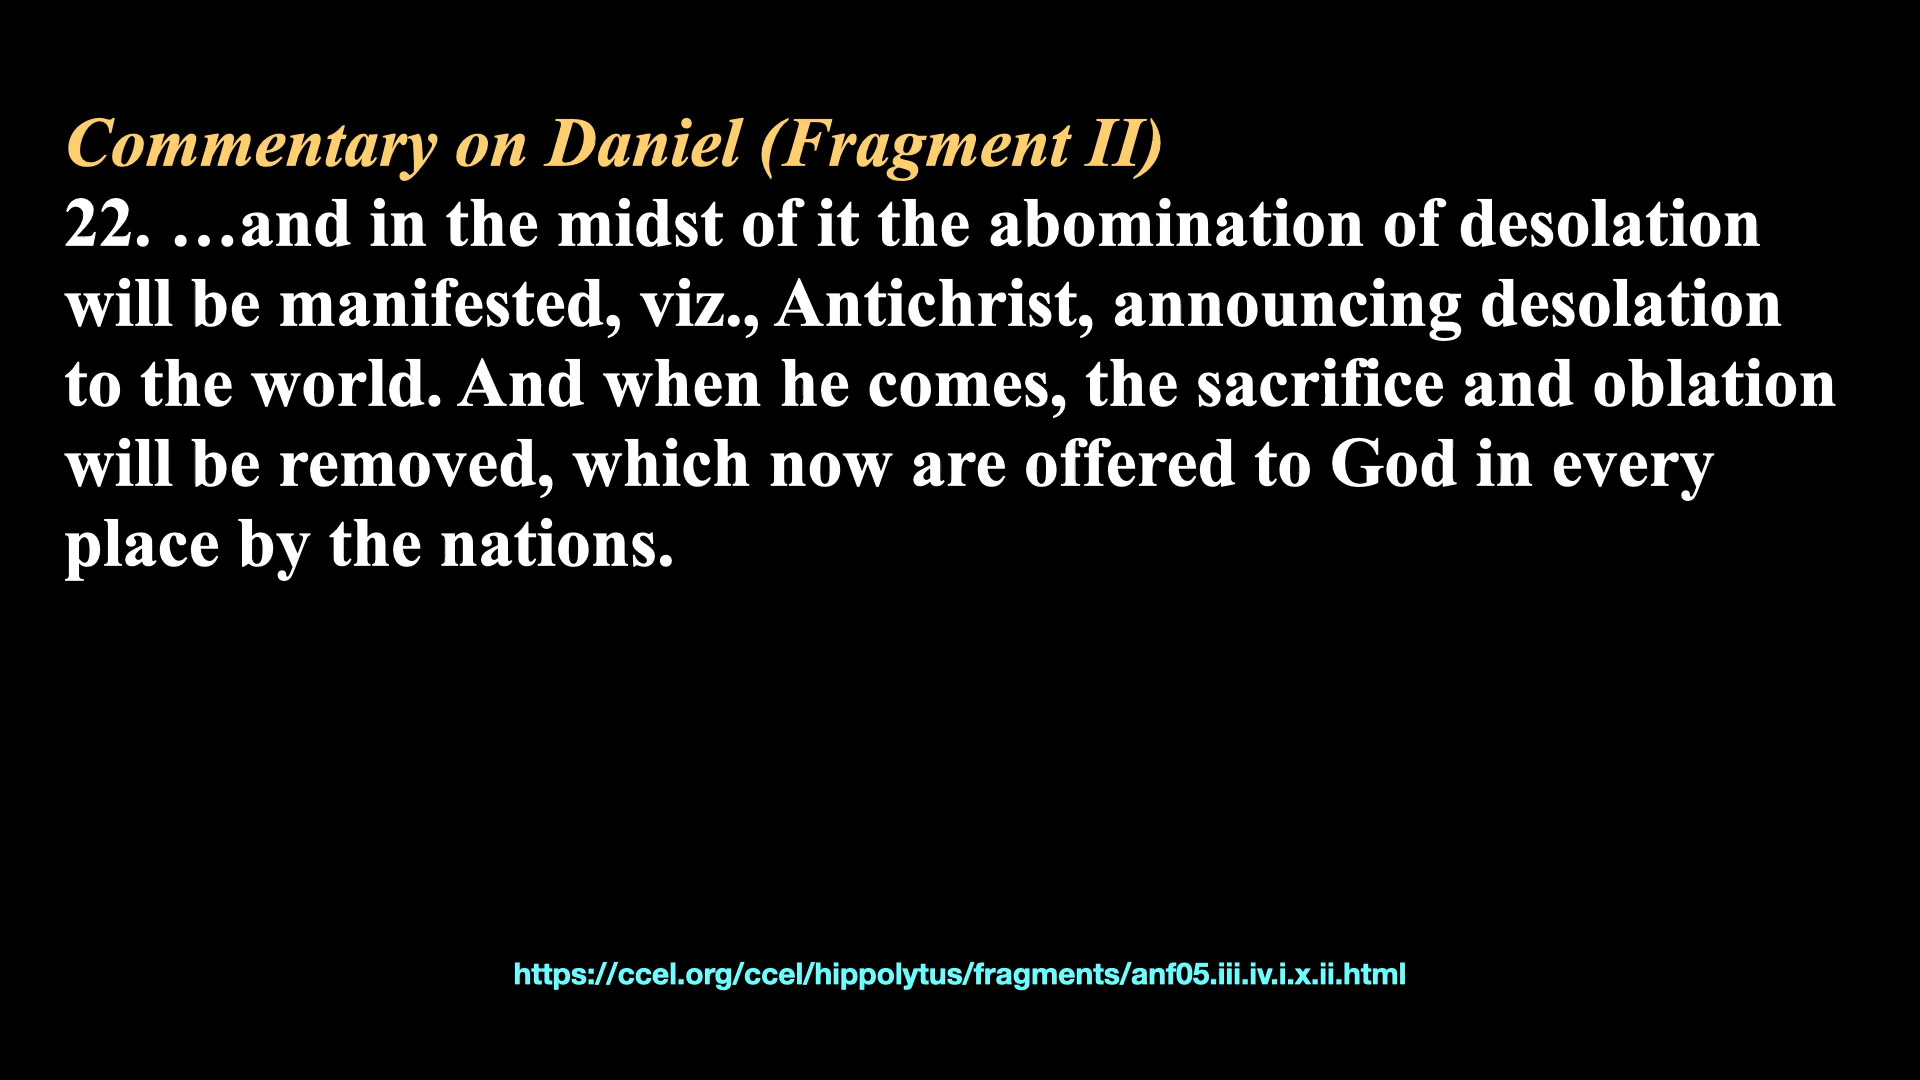 Commentary on Daniel (Fragment II)
22. …and in the midst of it the abomination of desolation
will be manifested, viz., Antichrist, announcing desolation
to the world. And when he comes, the sacrifice and oblation
will be removed, which now are offered to God in every
place by the nations.
https://ccel.org/ccel/hippolytus/fragments/anf05.iii.iv.i.x.ii.html